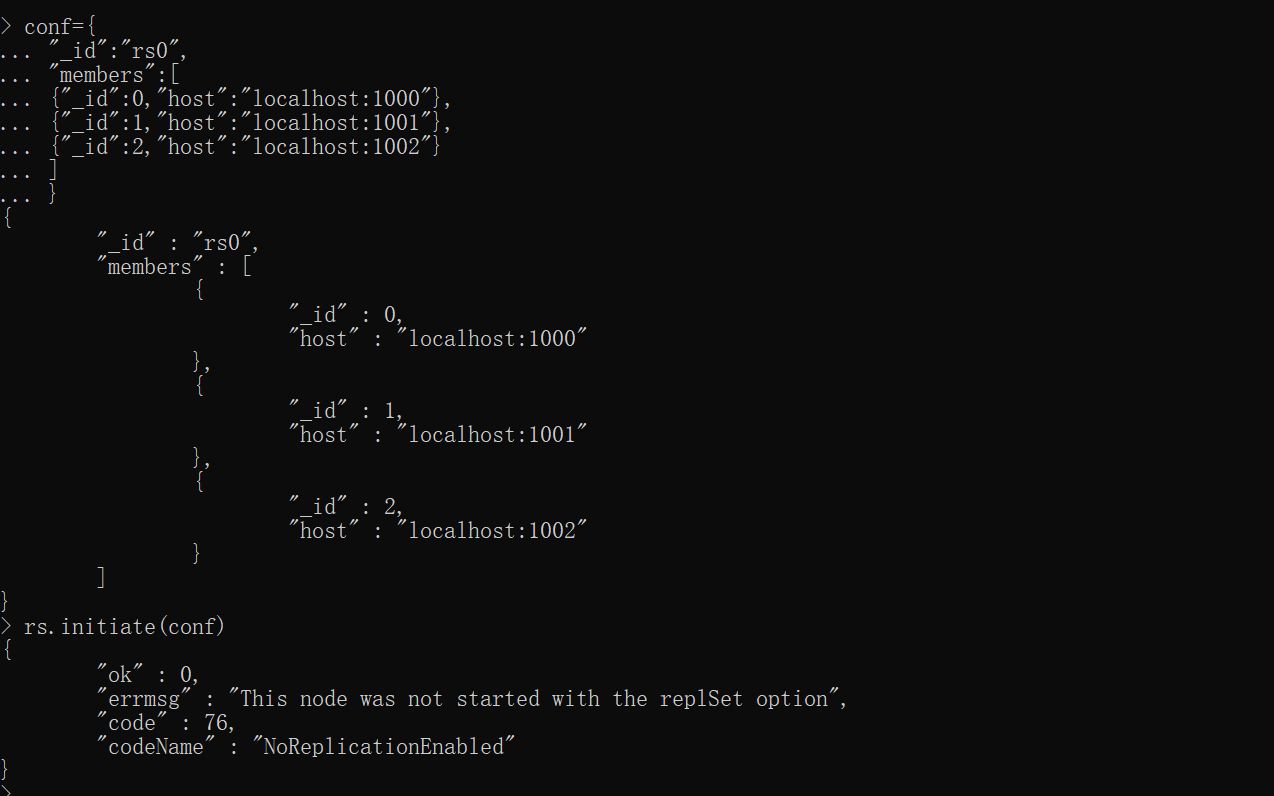 > conf={
... "_id":"rs0",
... "members":[
... {"_id":0,"host":"localhost:1000"},
... {"_id":1,"host":"localhost:1001"},
... {"_id":2,"host":"localhost:1002"}
... ]
... }
{
        "_id" : "rs0",
        "members" : [
                {
                        "_id" : 0,
                        "host" : "localhost:1000"
                },
                {
                        "_id" : 1,
                        "host" : "localhost:1001"
                },
                {
                        "_id" : 2,
                        "host" : "localhost:1002"
                }
        ]
}
> rs.initiate(conf)
{
        "ok" : 0,
        "errmsg" : "This node was not started with the replSet option",
        "code" : 76,
        "codeName" : "NoReplicationEnabled"
}
>